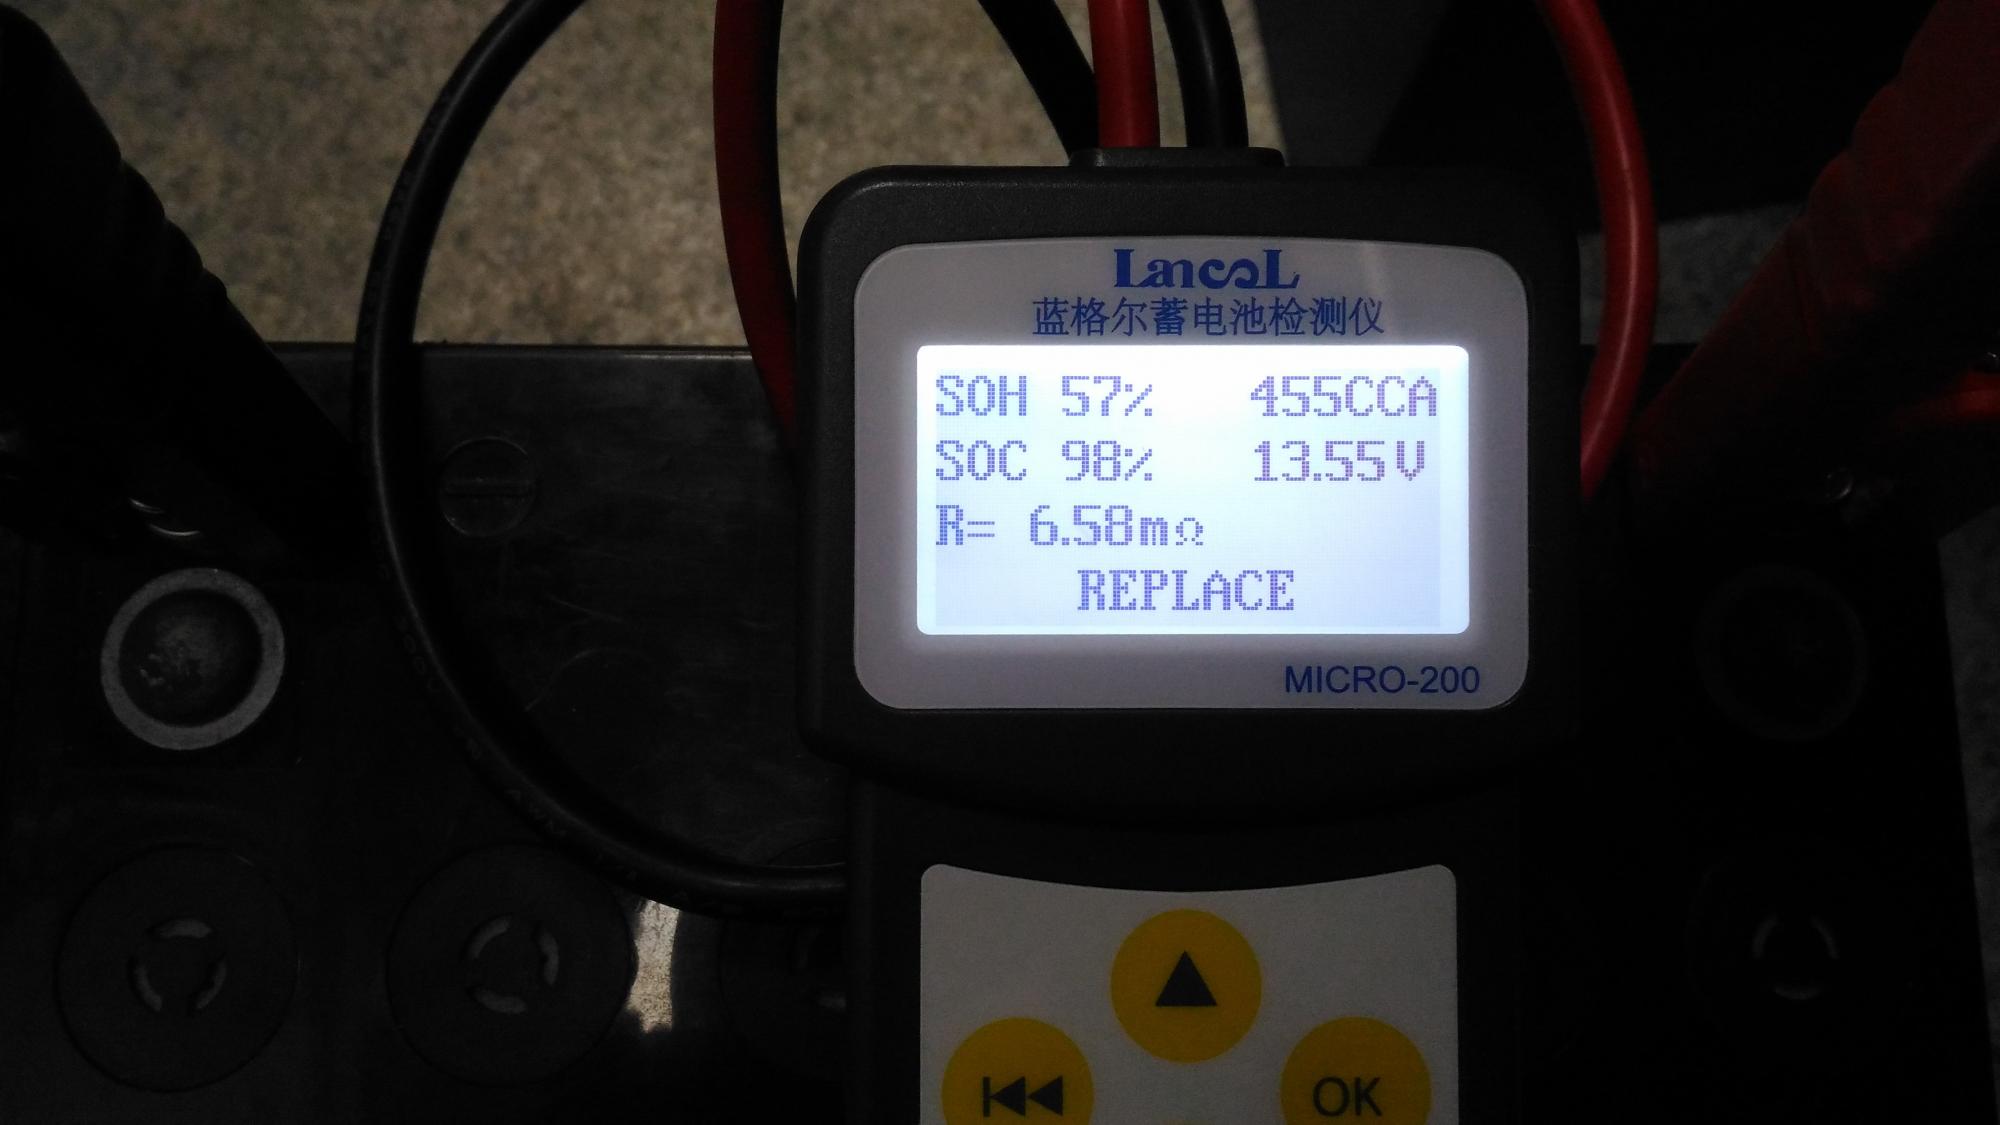 LancoL
蓝格尔蓄电池检测仪
SOH 57% 455CCA
SOC 98% 13.55V
R= 6.58mΩ
REPLACE
MICRO-200
OK
AWM